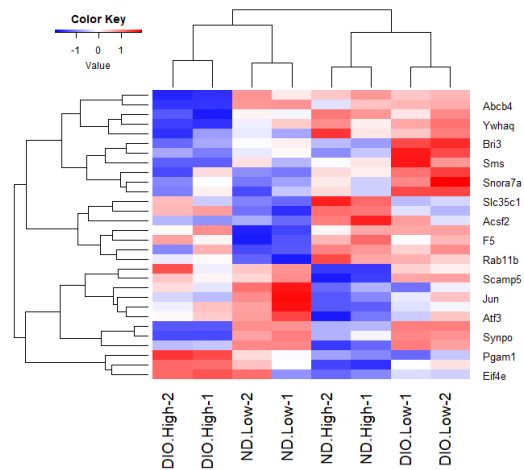 Color Key
-1 0 1
Value
Abcb4
Ywhaq
Bri3
Sms
Snora7a
Slc35c1
Acsf2
F5
Rab11b
Scamp5
Jun
Atf3
Synpo
Pgam1
Eif4e
DIO.High-2
DIO.High-1
ND.Low-2
ND.Low-1
ND.High-2
ND.High-1
DIO.Low-1
DIO.Low-2